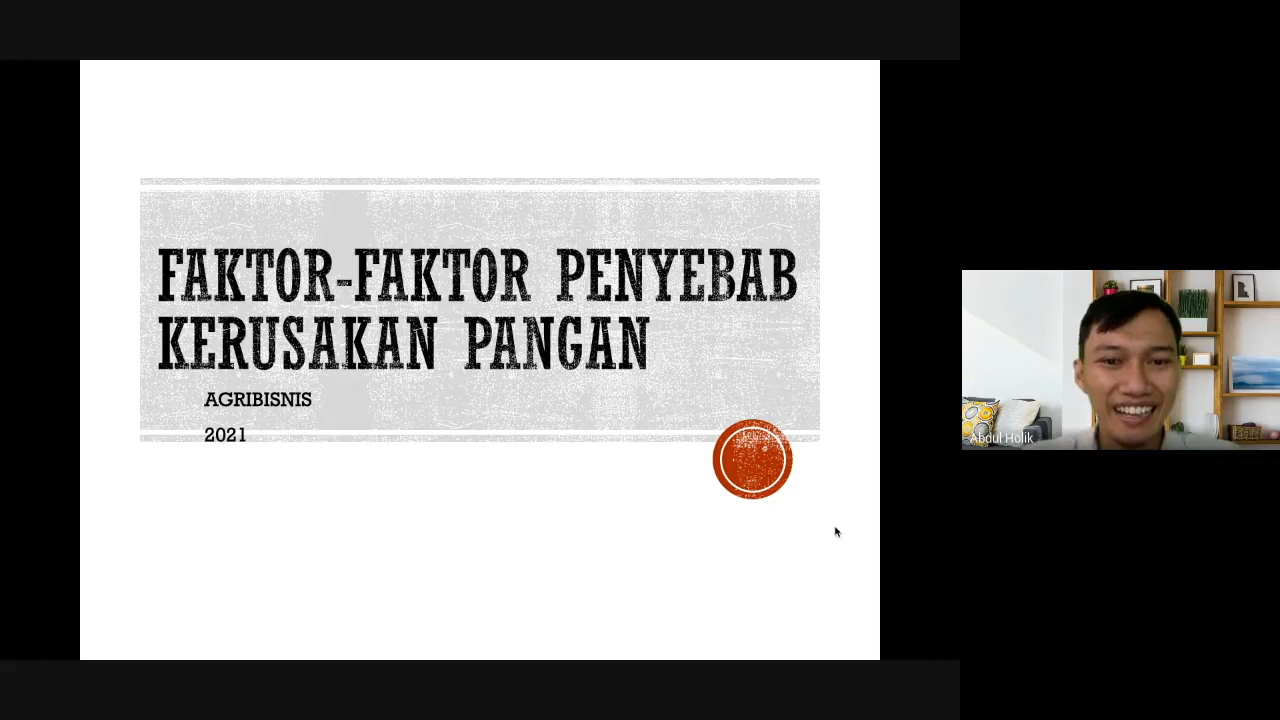 FAKTOR-FAKTOR PENYEBAB
KERUSAKAN PANGAN
AGRIBISNIS
2021
Abdul Holik